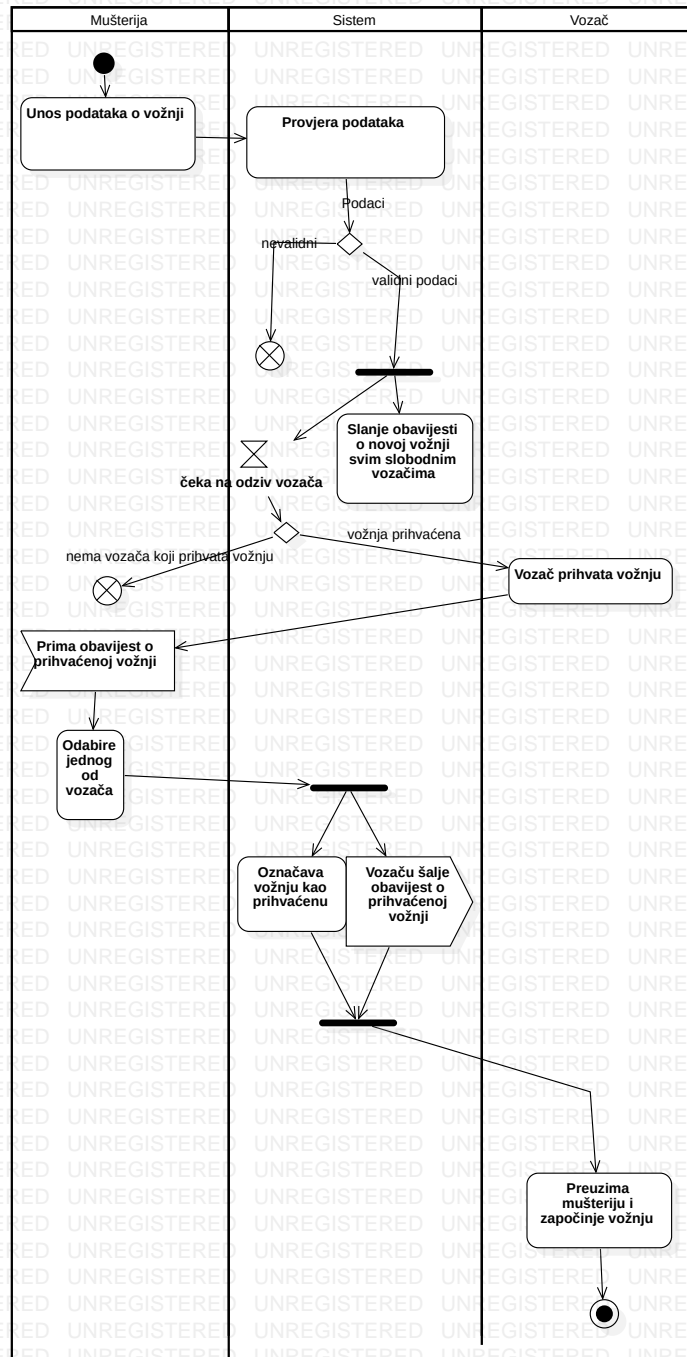 Mušterija
Sistem
Vozač
Unos podataka o vožnji
Provjera podataka
Podaci
nevalidni
validni podaci
Slanje obavijesti
o novoj vožnji
svim slobodnim
vozačima
čeka na odziv vozača
vožnja prihvaćena
nema vozača koji prihvata vožnju
Vozač prihvata vožnju
Prima obavijest o
prihvaćenoj vožnji
Odabire
jednog
od
vozača
Označava
vožnju kao
prihvaćenu
Vozaču šalje
obavijest o
prihvaćenoj
vožnji
Preuzima
mušteriju i
započinje vožnju
UNREGISTERED